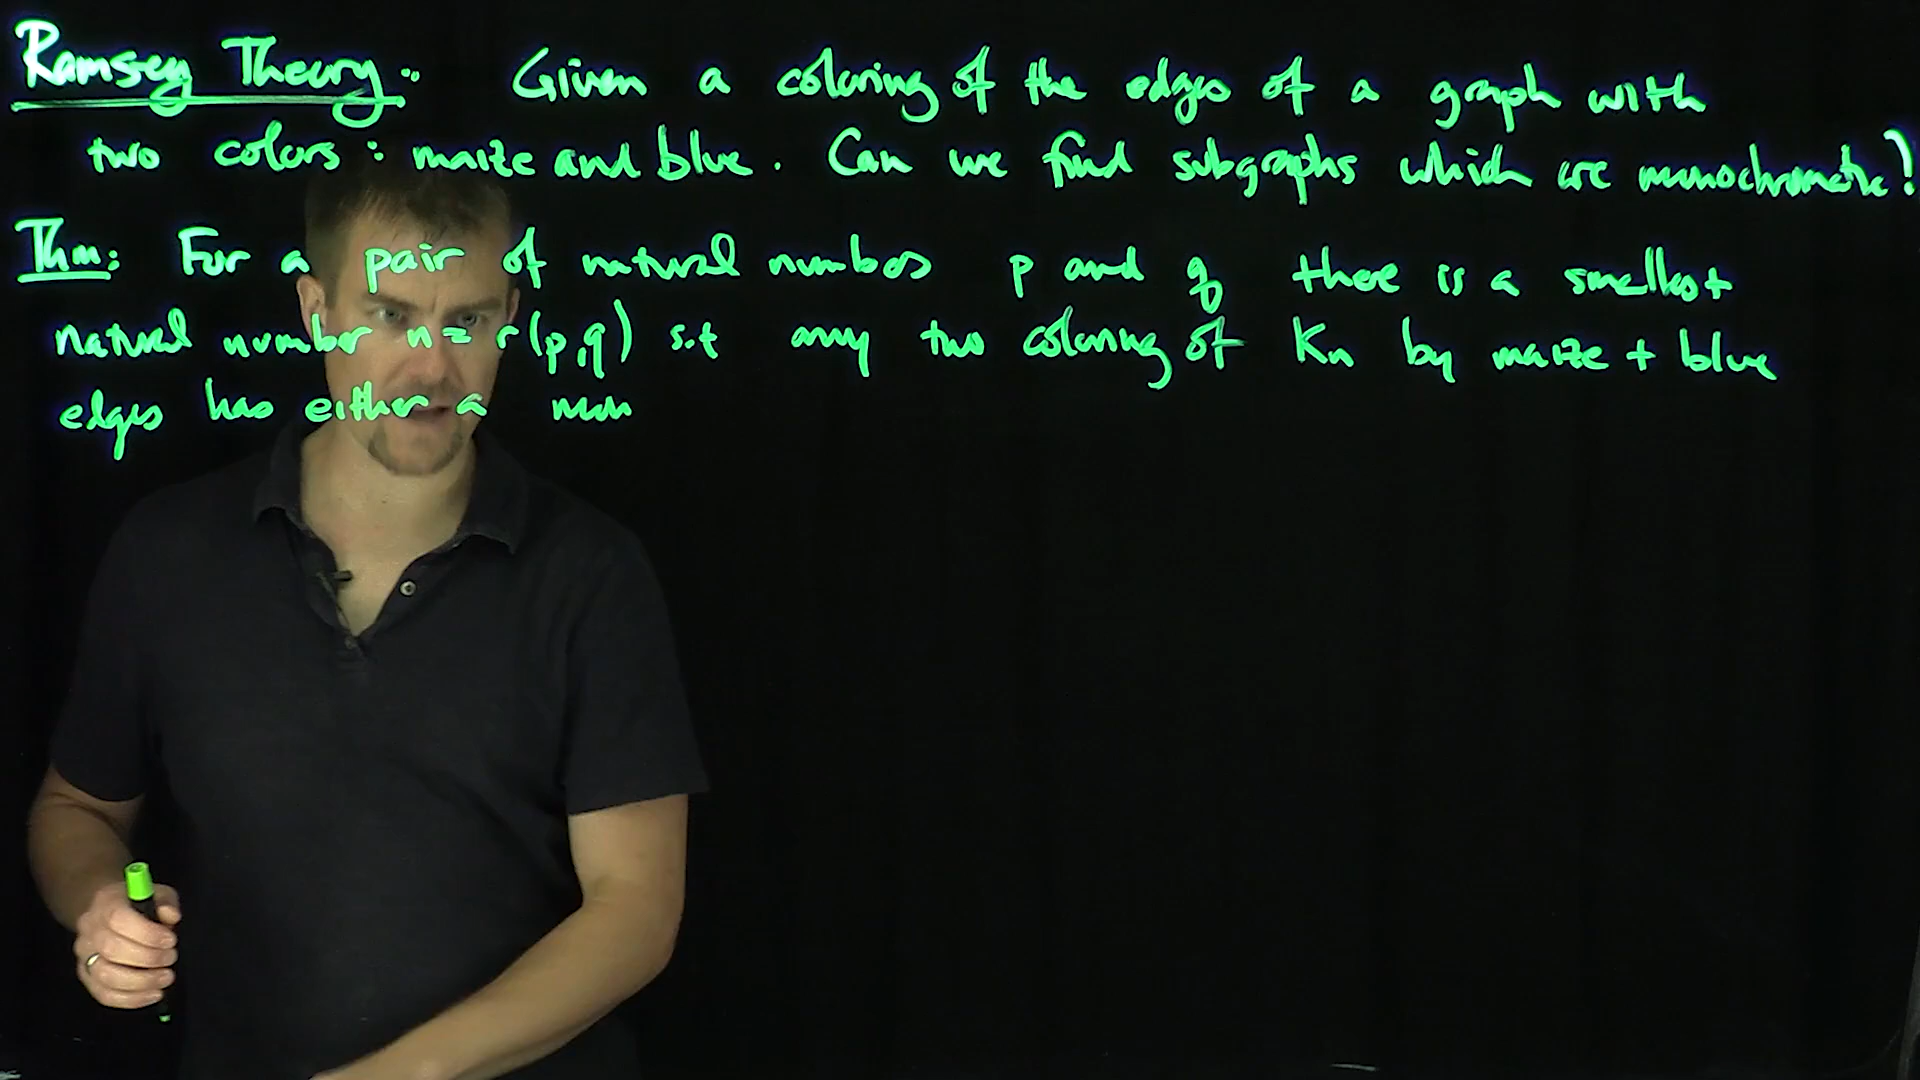 Ramsey Theory: Given a coloring of the edges of a graph with
two colors: maize and blue. Can we find subgraphs which are monochromatic?
Thm: For a pair of natural numbers p and q there is a smallest
natural number n = r(p,q) s.t any two coloring of Kn by maize + blue
edges has either a mon